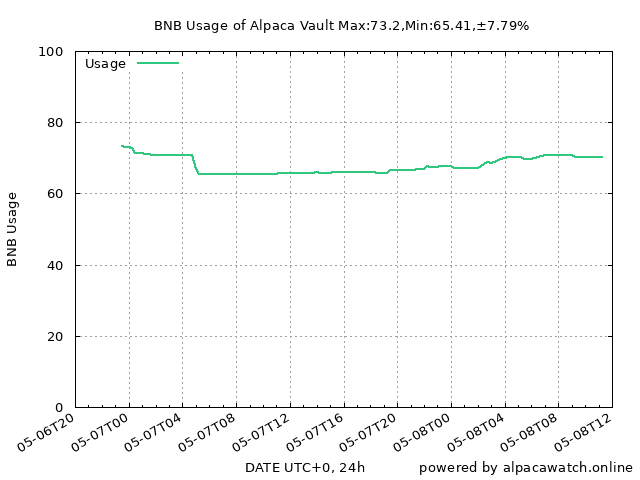 BNB Usage of Alpaca Vault Max:73.2,Min:65.41,±7.79%
Usage
100
80
60
40
20
0
BNB Usage
05-06T20
05-07T00
05-07T04
05-07T08
05-07T12
05-07T16
05-07T20
05-08T00
05-08T04
05-08T08
05-08T12
DATE UTC+0, 24h
powered by alpacawatch.online